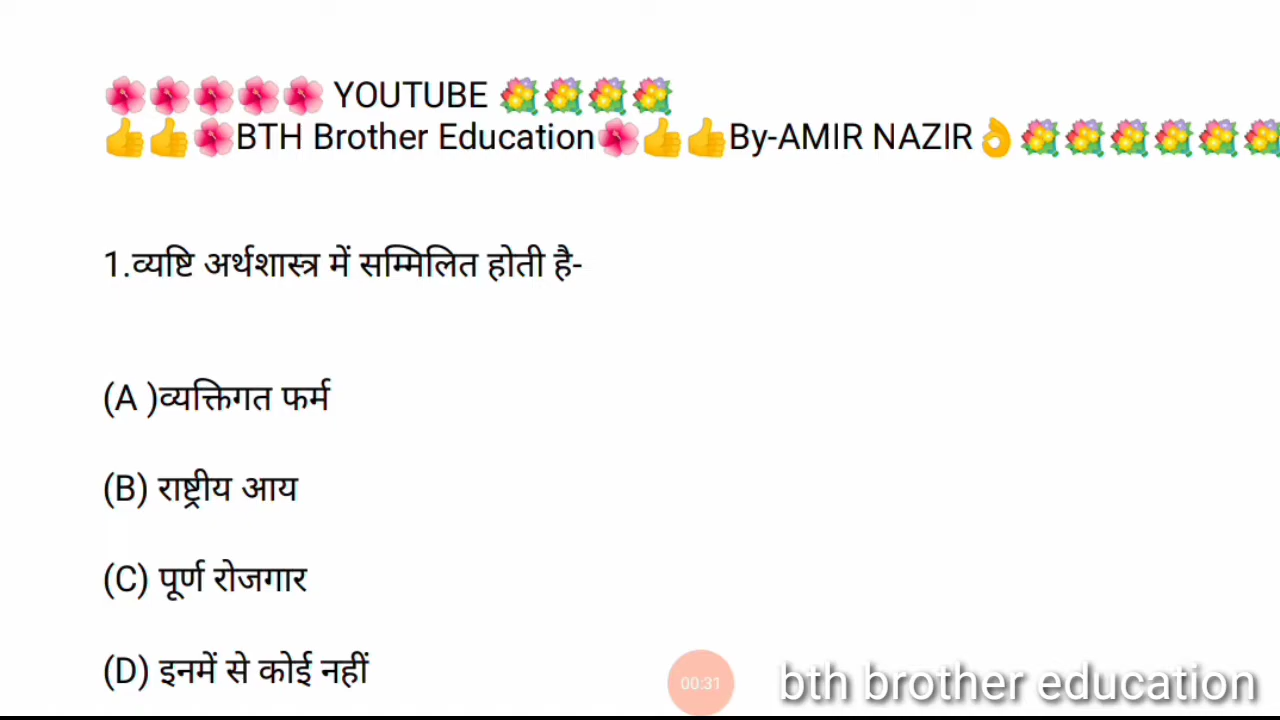 🌺🌺🌺🌺🌺 YOUTUBE 💐💐💐💐
👍👍🌺BTH Brother Education🌺👍👍By-AMIR NAZIR👌💐💐💐💐💐💐
1.व्यष्टि अर्थशास्त्र में सम्मिलित होती है-
(A )व्यक्तिगत फर्म
(B) राष्ट्रीय आय
(C) पूर्ण रोजगार
(D) इनमें से कोई नहीं
00:31
bth brother education